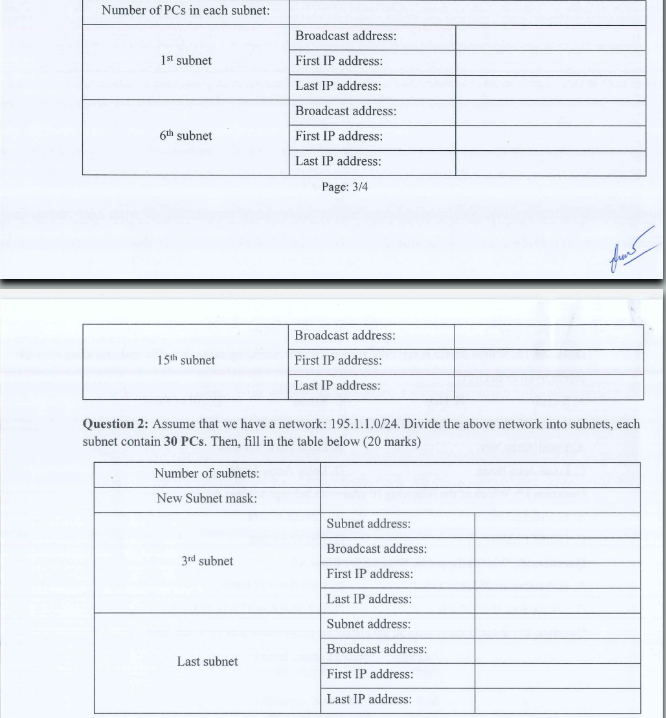 Number of PCs in each subnet:
1st subnet
Broadcast address:
First IP address:
Last IP address:
6th subnet
Broadcast address:
First IP address:
Last IP address:
Page: 3/4
15th subnet
Broadcast address:
First IP address:
Last IP address:
Question 2: Assume that we have a network: 195.1.1.0/24. Divide the above network into subnets, each
subnet contain 30 PCs. Then, fill in the table below (20 marks)
Number of subnets:
New Subnet mask:
3rd subnet
Subnet address:
Broadcast address:
First IP address:
Last IP address:
Last subnet
Subnet address:
Broadcast address:
First IP address:
Last IP address: